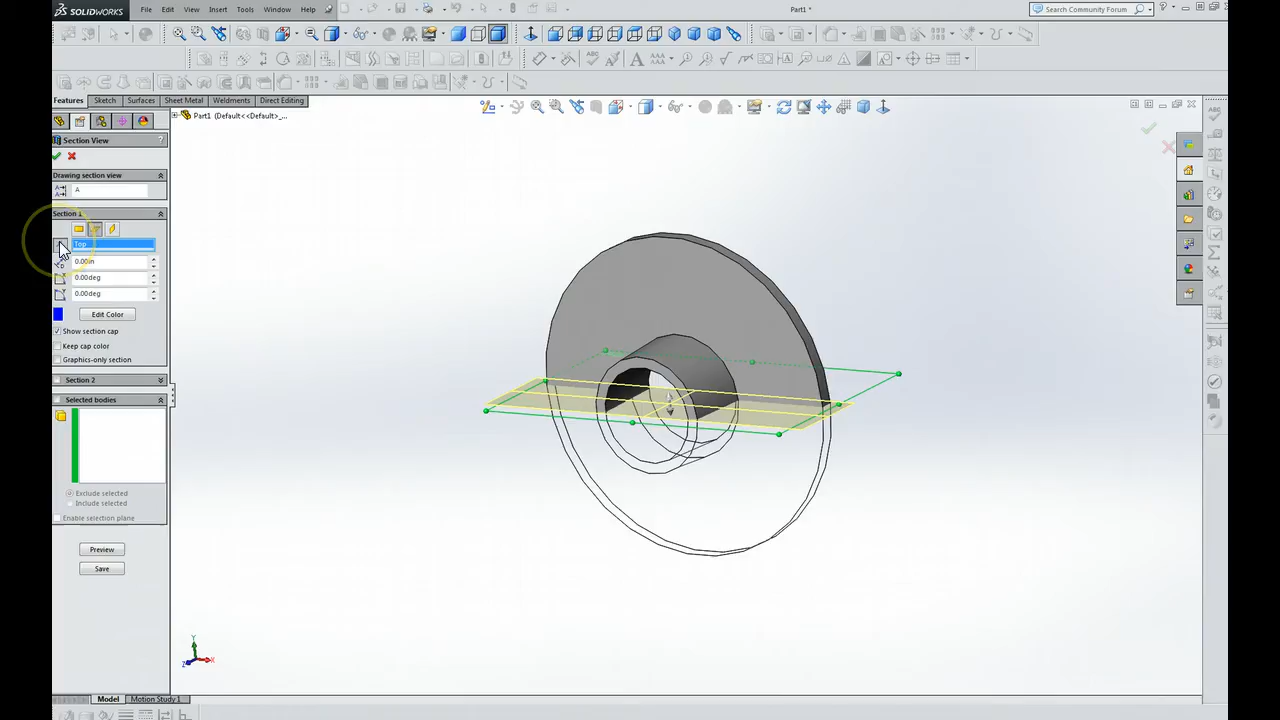 SOLIDWORKS File Edit View Insert Tools Window Help Part1 * Search Community Forum ?
Features Sketch Surfaces Sheet Metal Weldments Direct Editing
Part1 (Default<<Default>_...
Section View ?
Drawing section view
A
Section 1
Top
0.00in
0.00deg
0.00deg
Edit Color
Show section cap
Keep cap color
Graphics-only section
Section 2
Selected bodies
Exclude selected
Include selected
Enable selection plane
Preview
Save
Y
Z X
Model Motion Study 1